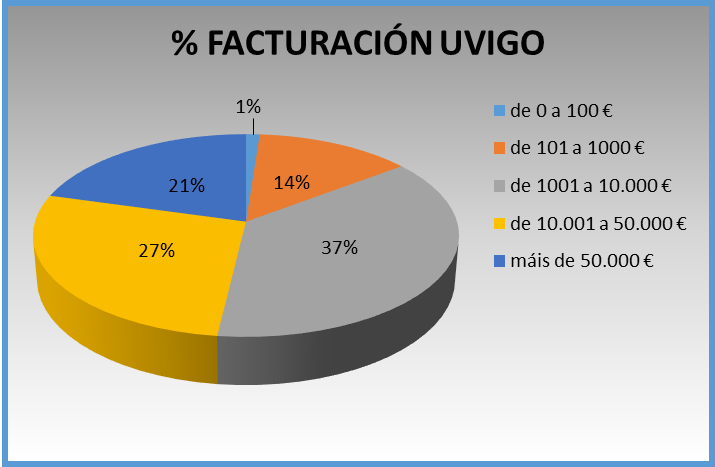 % FACTURACIÓN UVIGO
1%
14%
37%
27%
21%
de 0 a 100 €
de 101 a 1000 €
de 1001 a 10.000 €
de 10.001 a 50.000 €
máis de 50.000 €